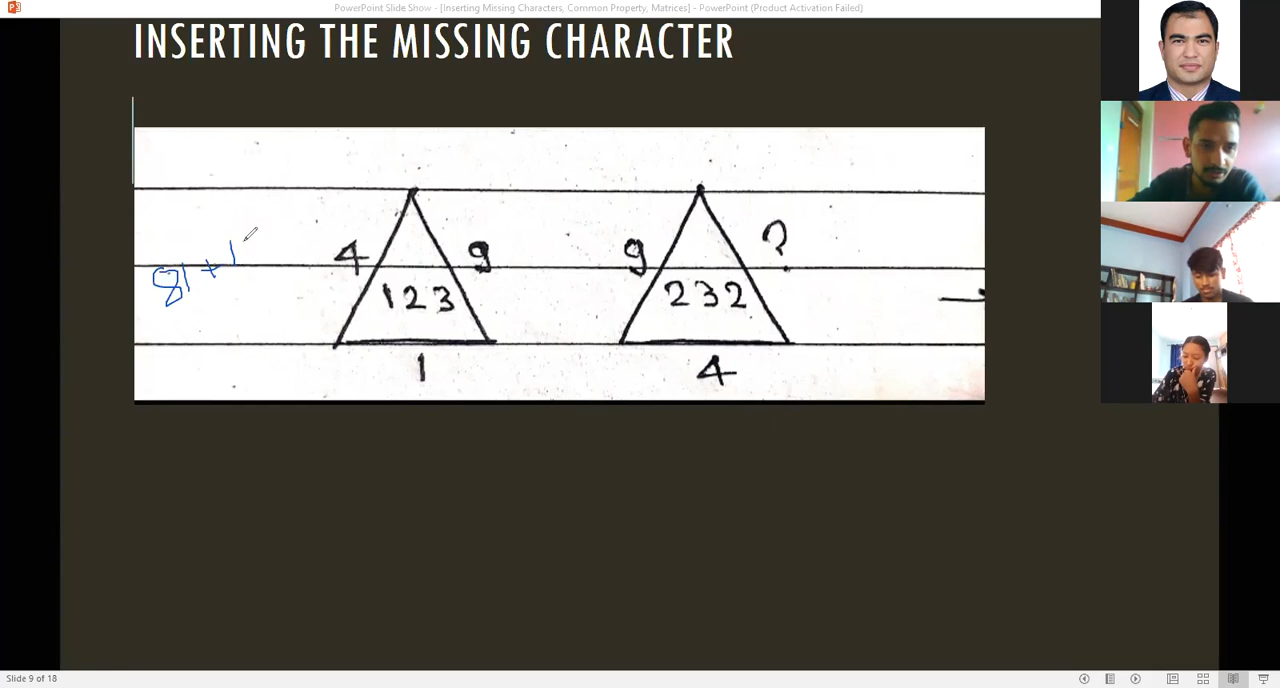 PowerPoint Slide Show - [Inserting Missing Characters, Common Property, Matrices] - PowerPoint (Product Activation Failed)
INSERTING THE MISSING CHARACTER
81 + 1
4 9 9 ?
123 232
1 4
Slide 9 of 18